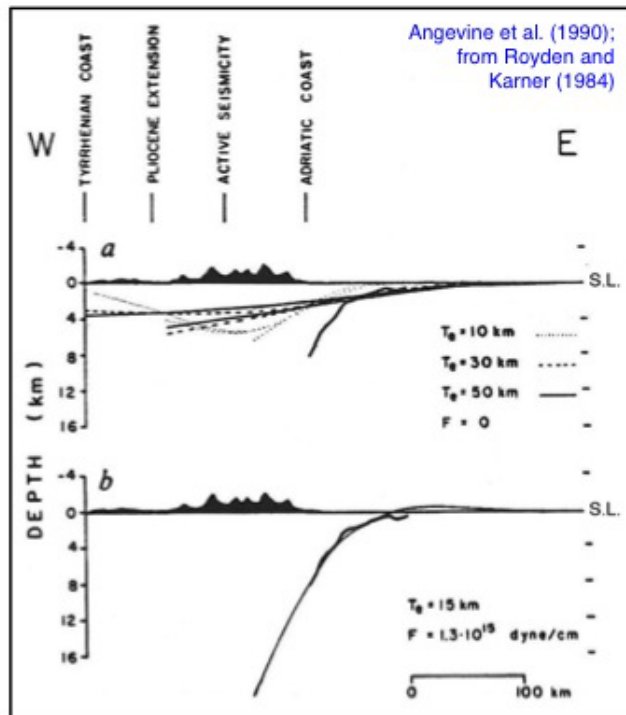 Angevine et al. (1990);
from Royden and
Karner (1984)
W
TYRRHENIAN COAST
PLIOCENE EXTENSION
ACTIVE SEISMICITY
ADRIATIC COAST
E
a
-4
0
4
8
12
16
S.L.
Te = 10 km
Te = 30 km
Te = 50 km
F = 0
DEPTH (km)
b
-4
0
4
8
12
16
S.L.
Te = 15 km
F = 1.3·10^15 dyne/cm
0 100 km